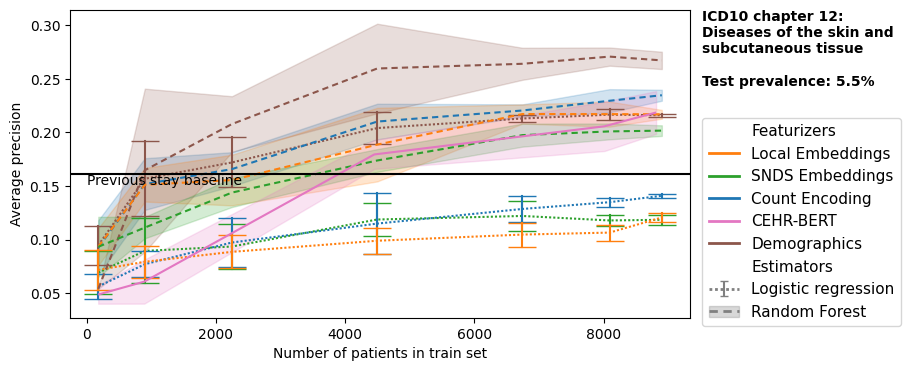 0.30
0.25
0.20
0.15
0.10
0.05
Average precision
Previous stay baseline
0
2000
4000
6000
8000
Number of patients in train set
ICD10 chapter 12:
Diseases of the skin and
subcutaneous tissue
Test prevalence: 5.5%
Featurizers
Local Embeddings
SNDS Embeddings
Count Encoding
CEHR-BERT
Demographics
Estimators
Logistic regression
Random Forest